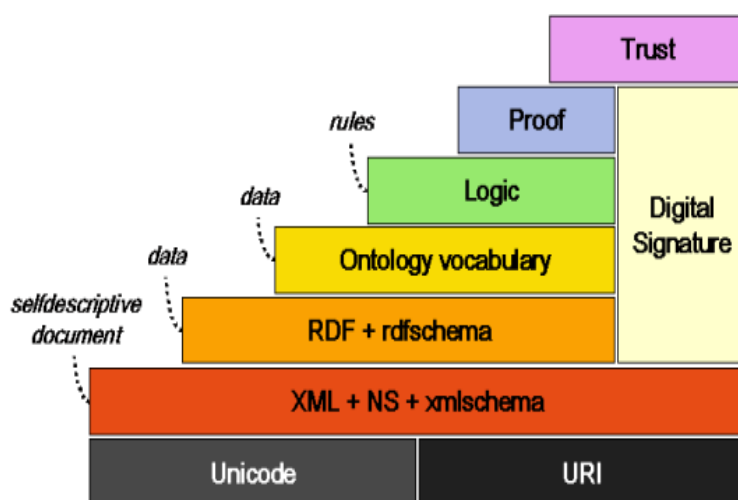 Trust
rules
Proof
data
Logic
Digital
Signature
data
Ontology vocabulary
selfdescriptive
document
RDF + rdfschema
XML + NS + xmlschema
Unicode
URI